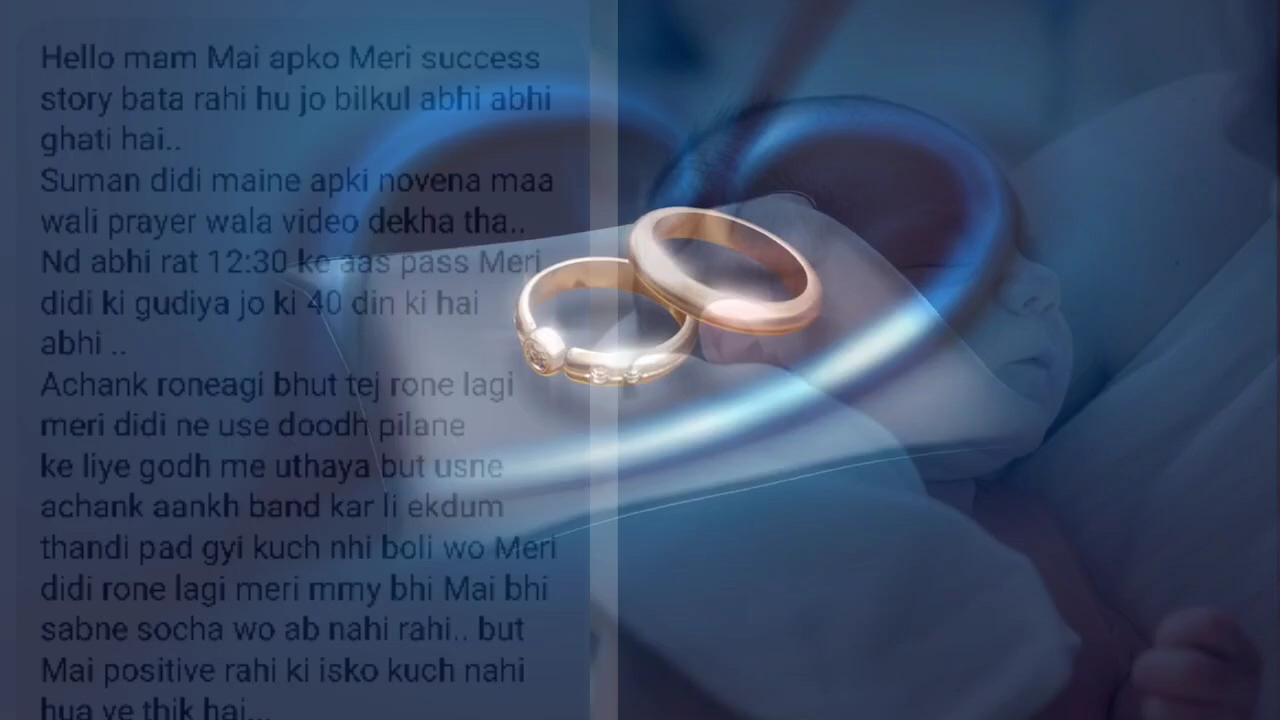 Hello mam Mai apko Meri success
story bata rahi hu jo bilkul abhi abhi
ghati hai..
Suman didi maine apki novena maa
wali prayer wala video dekha tha..
Nd abhi rat 12:30 ke aas pass Meri
didi ki gudiya jo ki 40 din ki hai
abhi ..
Achank roneagi bhut tej rone lagi
meri didi ne use doodh pilane
ke liye godh me uthaya but usne
achank aankh band kar li ekdum
thandi pad gyi kuch nhi boli wo Meri
didi rone lagi meri mmy bhi Mai bhi
sabne socha wo ab nahi rahi.. but
Mai positive rahi ki isko kuch nahi
hua ye thik hai...